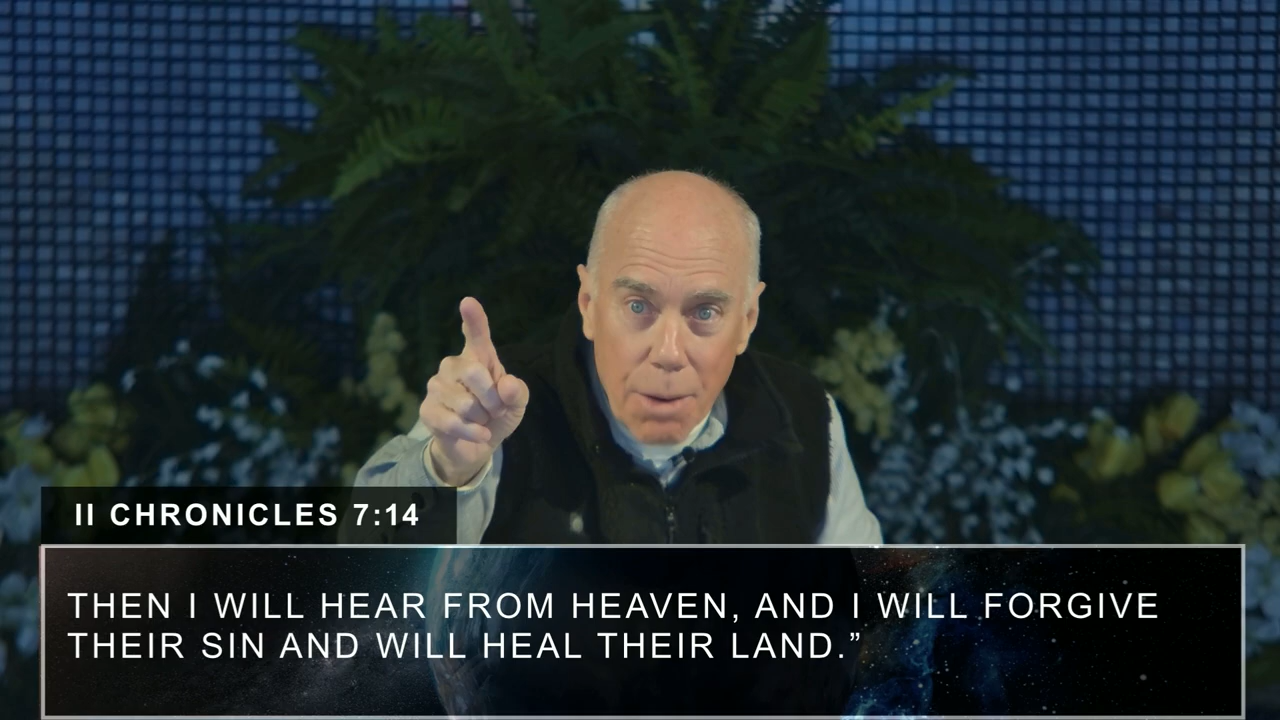 II CHRONICLES 7:14
THEN I WILL HEAR FROM HEAVEN, AND I WILL FORGIVE
THEIR SIN AND WILL HEAL THEIR LAND.”